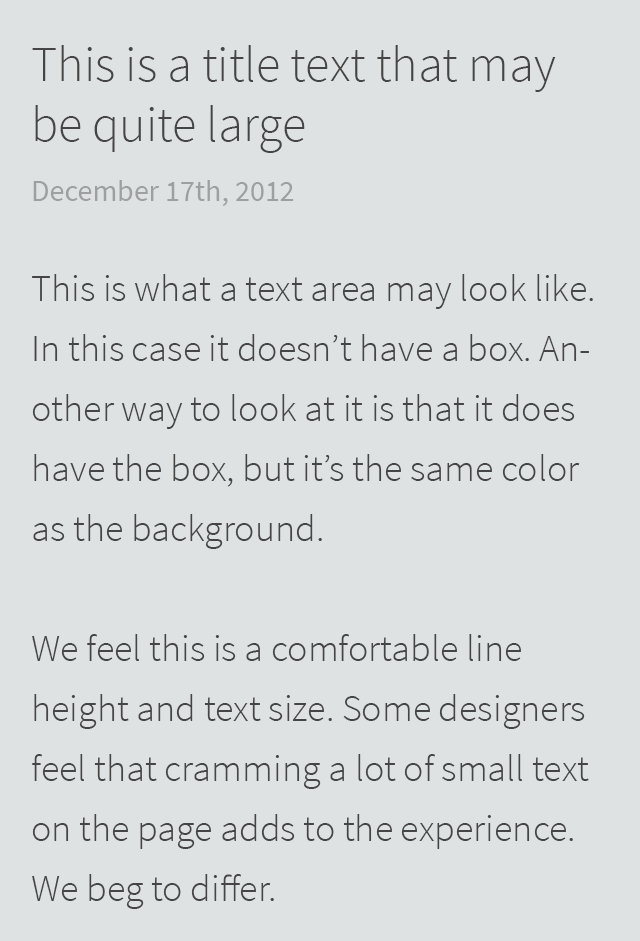 This is a title text that may
be quite large
December 17th, 2012
This is what a text area may look like.
In this case it doesn’t have a box. An-
other way to look at it is that it does
have the box, but it’s the same color
as the background.
We feel this is a comfortable line
height and text size. Some designers
feel that cramming a lot of small text
on the page adds to the experience.
We beg to differ.